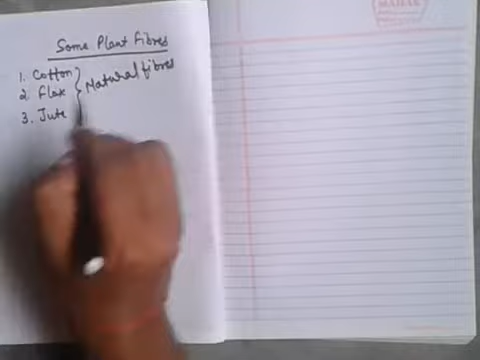 Some Plant Fibres
1. Cotton
2. Flax
3. Jute
Natural fibres